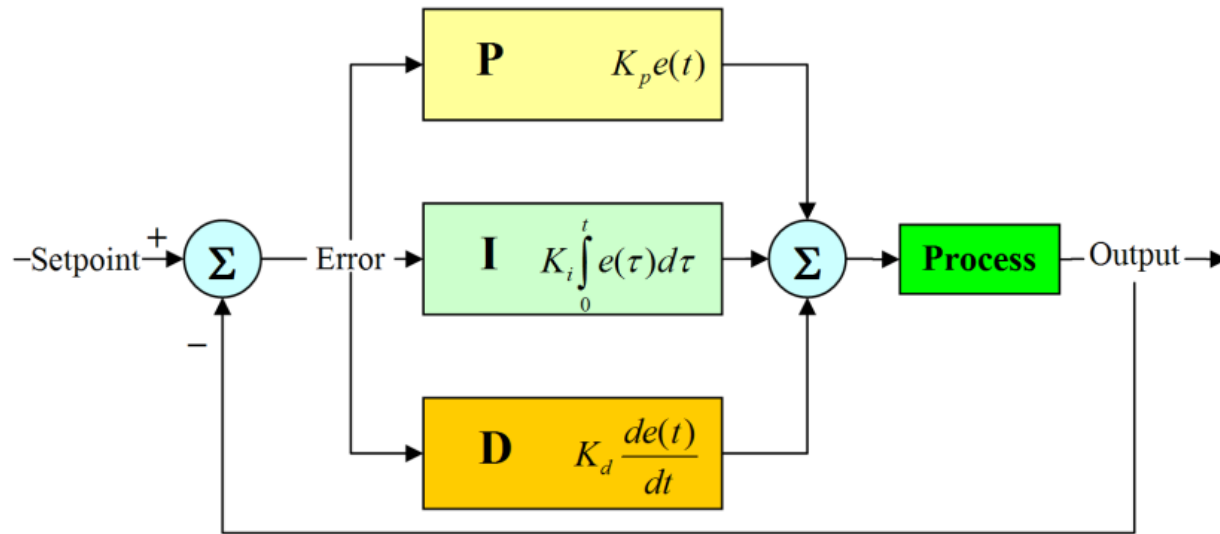 P K_p e(t)
–Setpoint + Σ Error I K_i ∫_0^t e(τ)dτ Σ Process Output
–
D K_d de(t)/dt